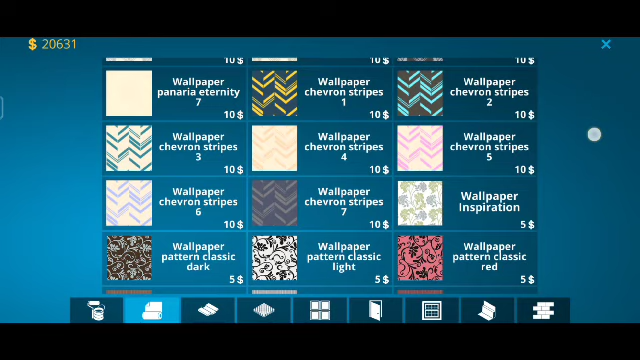 $ 20631
10$ 10$ 10$
Wallpaper panaria eternity 7 10$
Wallpaper chevron stripes 1 10$
Wallpaper chevron stripes 2 10$
Wallpaper chevron stripes 3 10$
Wallpaper chevron stripes 4 10$
Wallpaper chevron stripes 5 10$
Wallpaper chevron stripes 6 10$
Wallpaper chevron stripes 7 10$
Wallpaper Inspiration 5$
Wallpaper pattern classic dark 5$
Wallpaper pattern classic light 5$
Wallpaper pattern classic red 5$